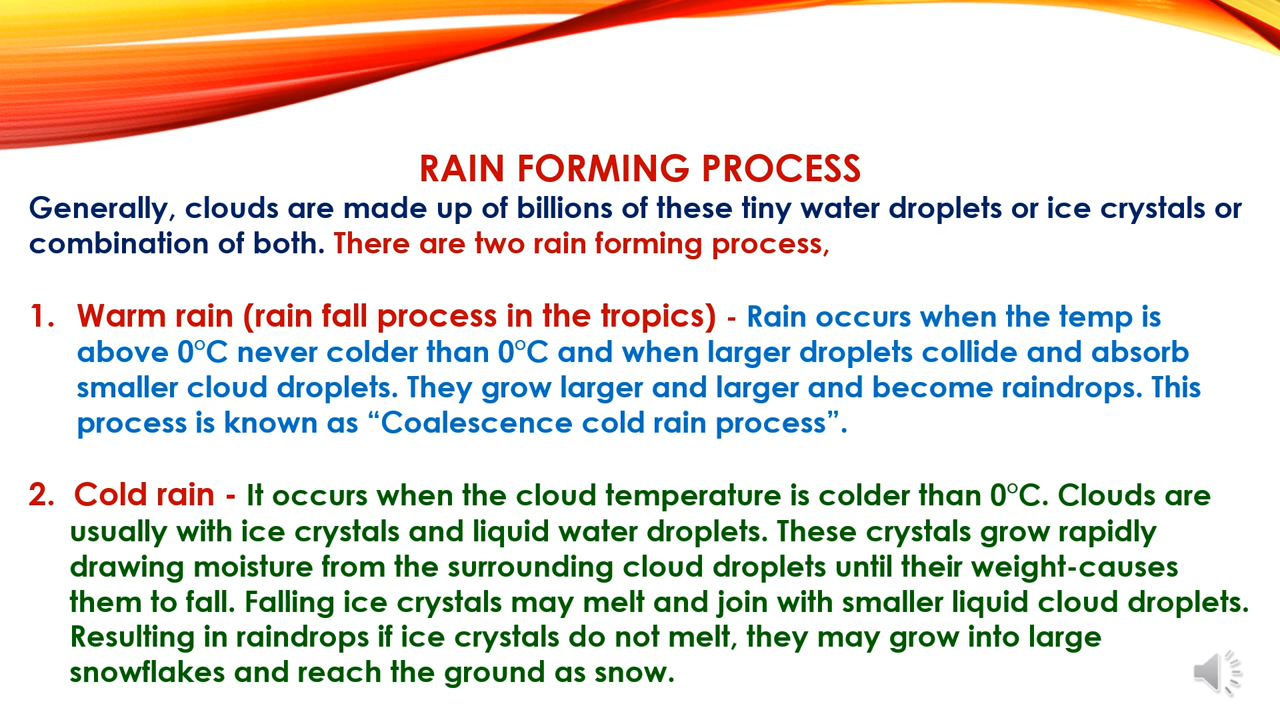 RAIN FORMING PROCESS
Generally, clouds are made up of billions of these tiny water droplets or ice crystals or
combination of both. There are two rain forming process,
1. Warm rain (rain fall process in the tropics) - Rain occurs when the temp is
above 0°C never colder than 0°C and when larger droplets collide and absorb
smaller cloud droplets. They grow larger and larger and become raindrops. This
process is known as “Coalescence cold rain process”.
2. Cold rain - It occurs when the cloud temperature is colder than 0°C. Clouds are
usually with ice crystals and liquid water droplets. These crystals grow rapidly
drawing moisture from the surrounding cloud droplets until their weight-causes
them to fall. Falling ice crystals may melt and join with smaller liquid cloud droplets.
Resulting in raindrops if ice crystals do not melt, they may grow into large
snowflakes and reach the ground as snow.